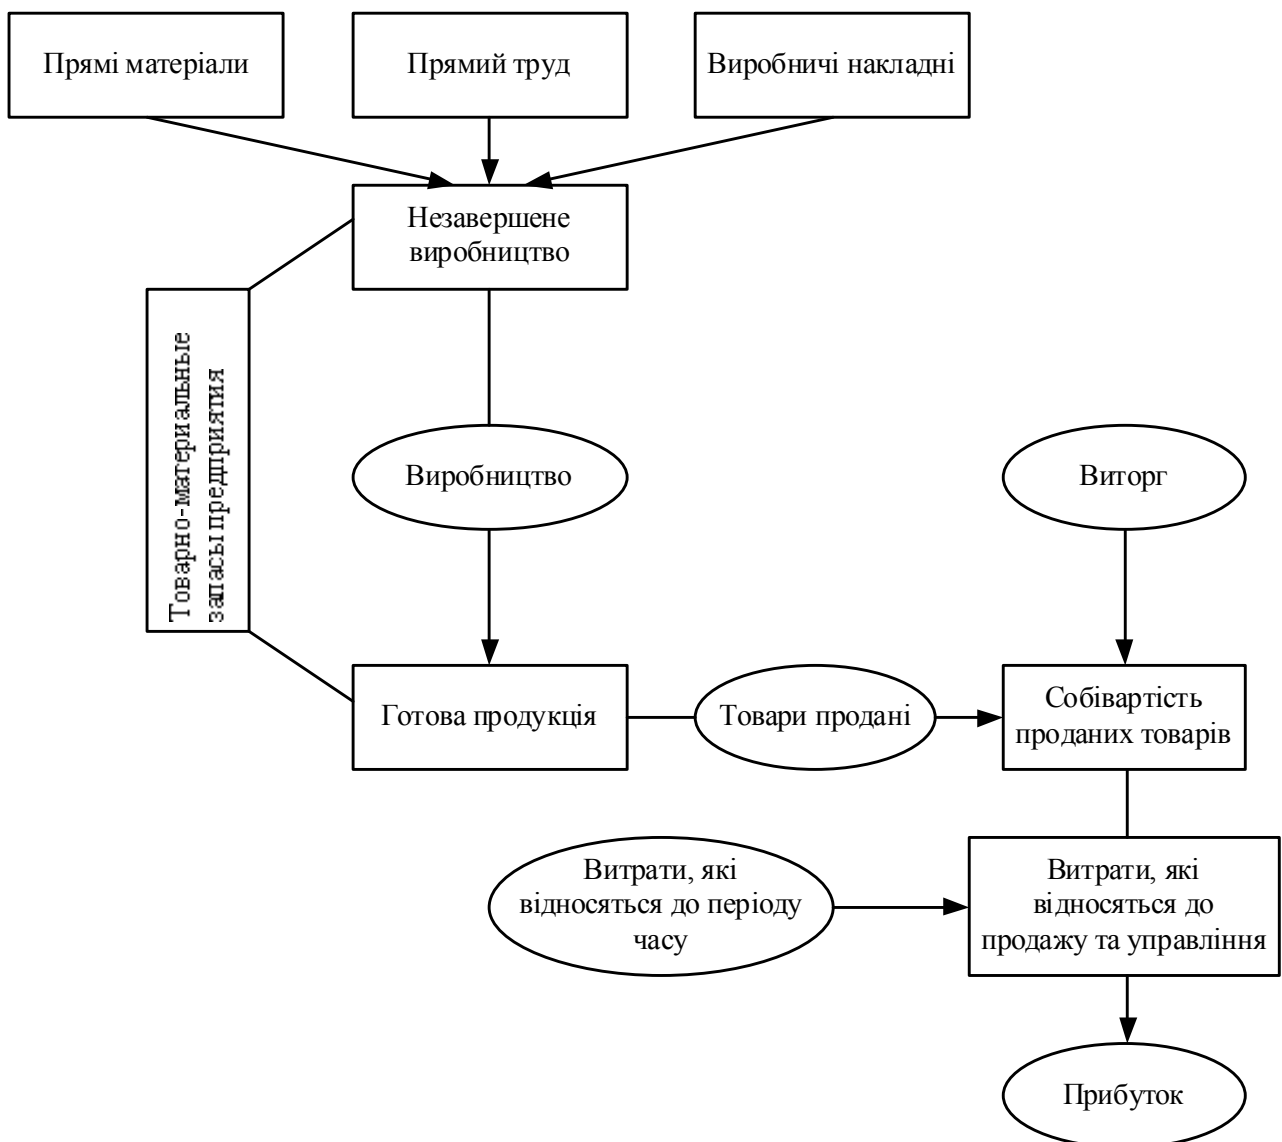 Прямі матеріали
Прямий труд
Виробничі накладні
Незавершене
виробництво
Товарно-материальные
запасы предприятия
Виробництво
Виторг
Готова продукція
Товари продані
Собівартість
проданих товарів
Витрати, які
відносяться до періоду
часу
Витрати, які
відносяться до
продажу та управління
Прибуток